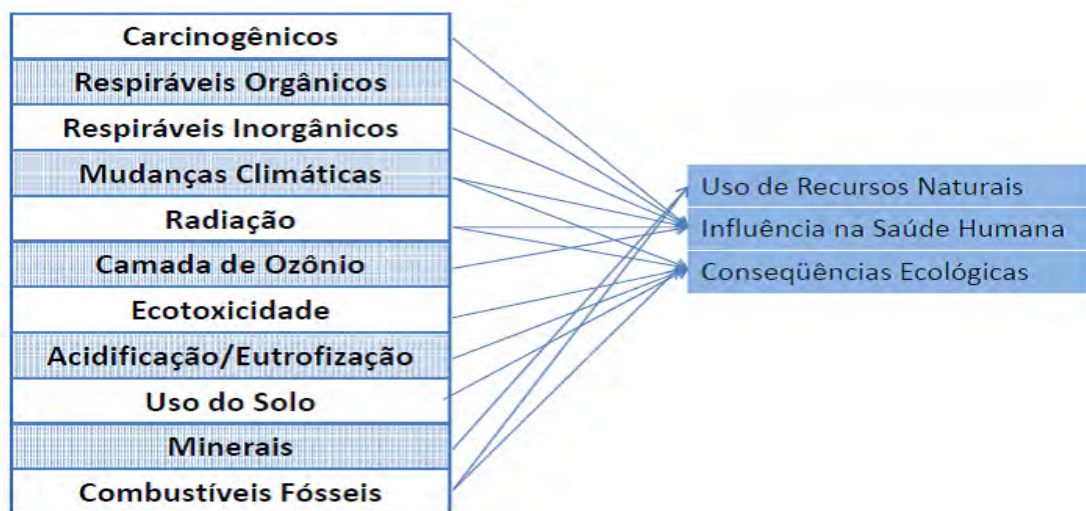 Carcinogênicos
Respiráveis Orgânicos
Respiráveis Inorgânicos
Mudanças Climáticas
Radiação
Camada de Ozônio
Ecotoxicidade
Acidificação/Eutrofização
Uso do Solo
Minerais
Combustíveis Fósseis
Uso de Recursos Naturais
Influência na Saúde Humana
Conseqüências Ecológicas